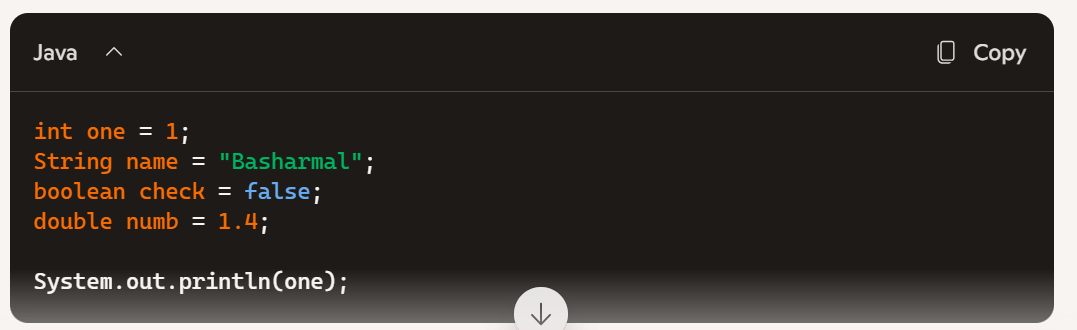 Java
Copy
int one = 1;
String name = "Basharmal";
boolean check = false;
double numb = 1.4;
System.out.println(one);